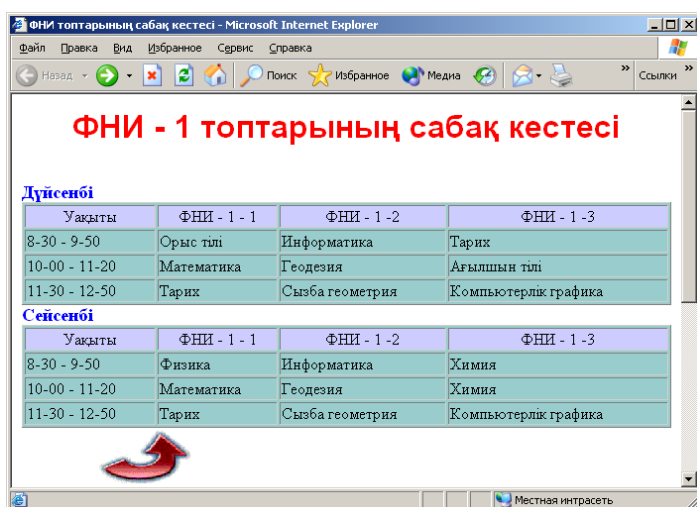 ФНИ топтарының сабақ кестесі - Microsoft Internet Explorer
Файл Правка Вид Избранное Сервис Справка
Назад Поиск Избранное Медиа » Ссылки »
ФНИ - 1 топтарының сабақ кестесі
Дүйсенбі
Уақыты ФНИ - 1 - 1 ФНИ - 1 -2 ФНИ - 1 -3
8-30 - 9-50 Орыс тілі Информатика Тарих
10-00 - 11-20 Математика Геодезия Ағылшын тілі
11-30 - 12-50 Тарих Сызба геометрия Компьютерлік графика
Сейсенбі
Уақыты ФНИ - 1 - 1 ФНИ - 1 -2 ФНИ - 1 -3
8-30 - 9-50 Физика Информатика Химия
10-00 - 11-20 Математика Геодезия Химия
11-30 - 12-50 Тарих Сызба геометрия Компьютерлік графика
Местная интрасеть